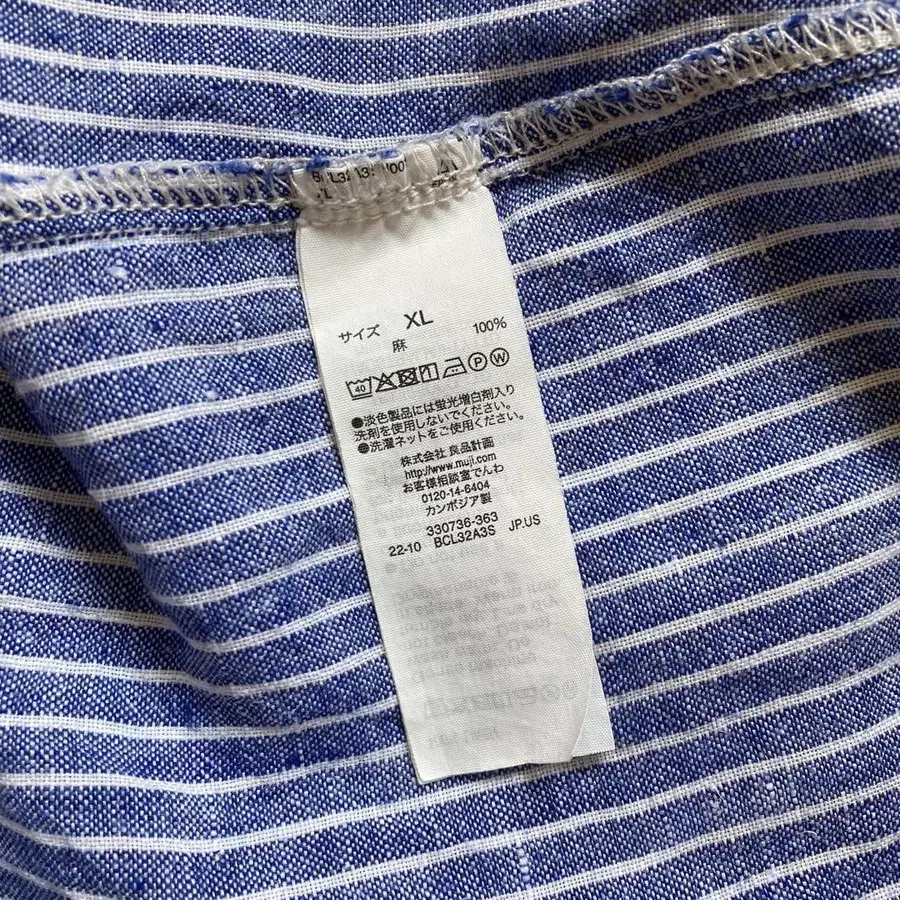 サイズ XL
麻 100%
40 P W
●淡色製品には蛍光増白剤入り
洗剤を使用しないでください。
●洗濯ネットをご使用ください。
株式会社 良品計画
http://www.muji.com
お客様相談室でんわ
0120-14-6404
カンボジア製
330736-363
22-10 BCL32A3S JP.US